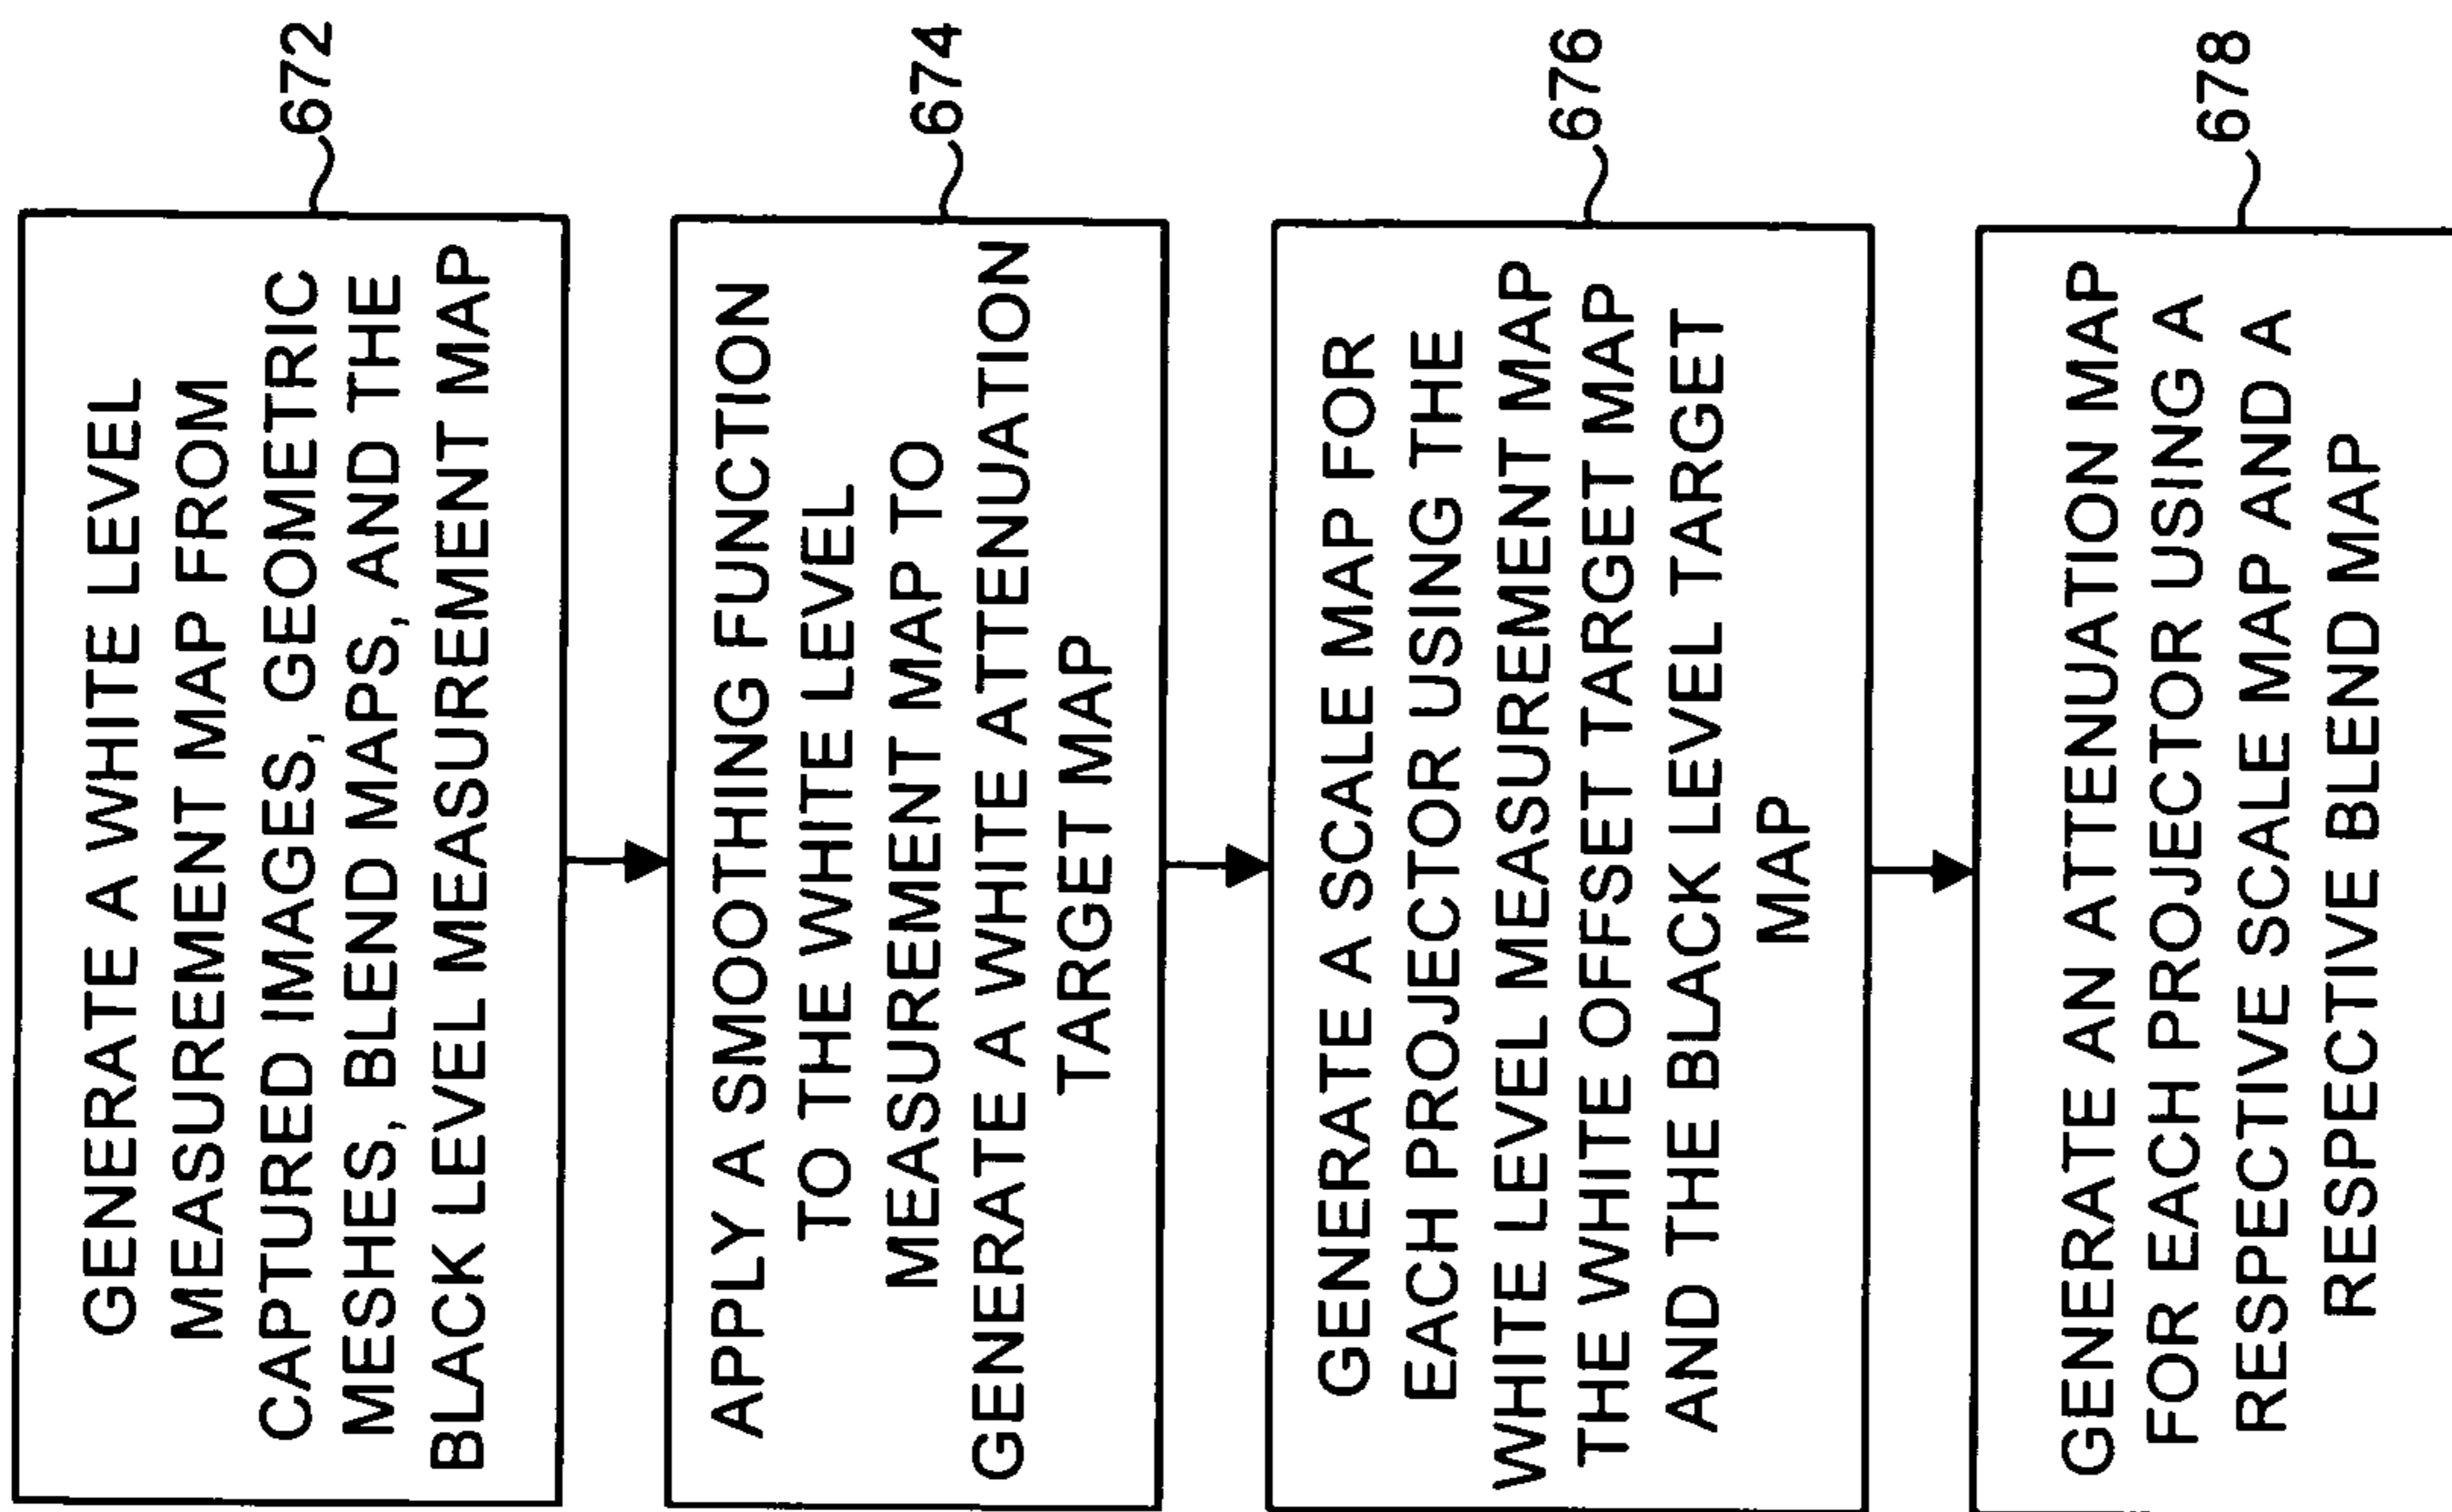 GENERATE A WHITE LEVEL
MEASUREMENT MAP FROM
CAPTURED IMAGES, GEOMETRIC
MESHES, BLEND MAPS, AND THE
BLACK LEVEL MEASUREMENT MAP
672
APPLY A SMOOTHING FUNCTION
TO THE WHITE LEVEL
MEASUREMENT MAP TO
GENERATE A WHITE ATTENUATION
TARGET MAP
674
GENERATE A SCALE MAP FOR
EACH PROJECTOR USING THE
WHITE LEVEL MEASUREMENT MAP
THE WHITE OFFSET TARGET MAP
AND THE BLACK LEVEL TARGET
MAP
676
GENERATE AN ATTENUATION MAP
FOR EACH PROJECTOR USING A
RESPECTIVE SCALE MAP AND A
RESPECTIVE BLEND MAP
678